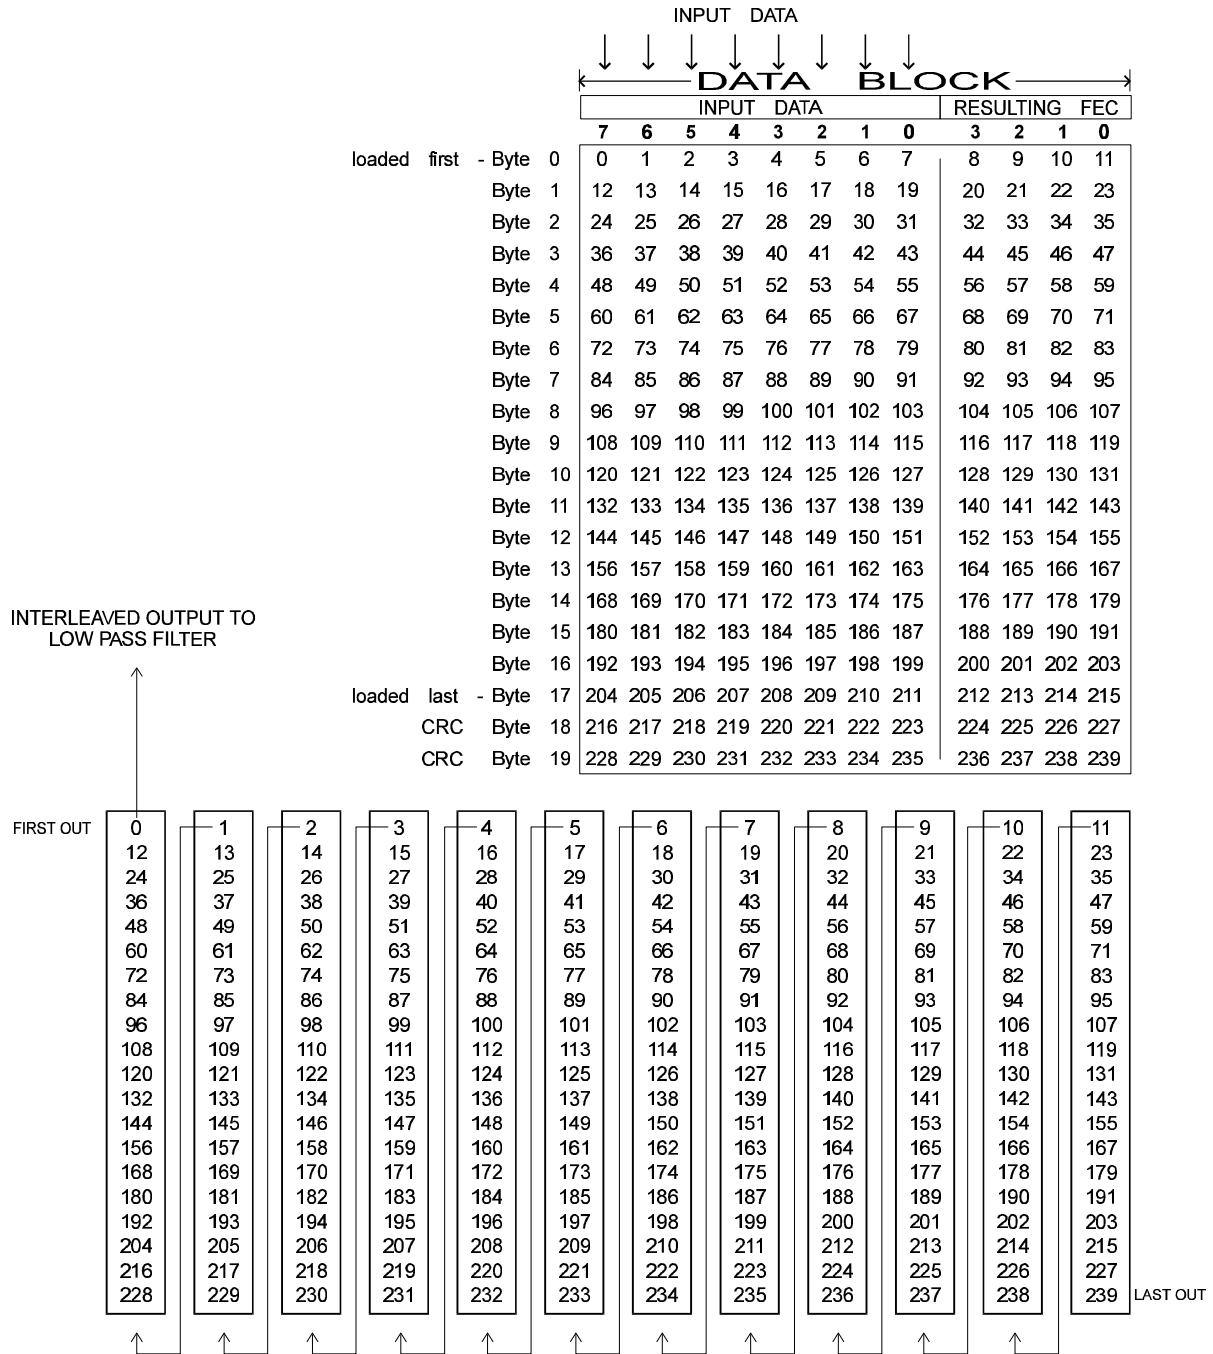 INPUT DATA
DATA BLOCK
INPUT DATA RESULTING FEC
7 6 5 4 3 2 1 0 3 2 1 0
loaded first - Byte 0 0 1 2 3 4 5 6 7 8 9 10 11
Byte 1 12 13 14 15 16 17 18 19 20 21 22 23
Byte 2 24 25 26 27 28 29 30 31 32 33 34 35
Byte 3 36 37 38 39 40 41 42 43 44 45 46 47
Byte 4 48 49 50 51 52 53 54 55 56 57 58 59
Byte 5 60 61 62 63 64 65 66 67 68 69 70 71
Byte 6 72 73 74 75 76 77 78 79 80 81 82 83
Byte 7 84 85 86 87 88 89 90 91 92 93 94 95
Byte 8 96 97 98 99 100 101 102 103 104 105 106 107
Byte 9 108 109 110 111 112 113 114 115 116 117 118 119
Byte 10 120 121 122 123 124 125 126 127 128 129 130 131
Byte 11 132 133 134 135 136 137 138 139 140 141 142 143
Byte 12 144 145 146 147 148 149 150 151 152 153 154 155
Byte 13 156 157 158 159 160 161 162 163 164 165 166 167
Byte 14 168 169 170 171 172 173 174 175 176 177 178 179
Byte 15 180 181 182 183 184 185 186 187 188 189 190 191
Byte 16 192 193 194 195 196 197 198 199 200 201 202 203
loaded last - Byte 17 204 205 206 207 208 209 210 211 212 213 214 215
CRC Byte 18 216 217 218 219 220 221 222 223 224 225 226 227
CRC Byte 19 228 229 230 231 232 233 234 235 236 237 238 239
INTERLEAVED OUTPUT TO
LOW PASS FILTER
FIRST OUT 0 1 2 3 4 5 6 7 8 9 10 11
12 13 14 15 16 17 18 19 20 21 22 23
24 25 26 27 28 29 30 31 32 33 34 35
36 37 38 39 40 41 42 43 44 45 46 47
48 49 50 51 52 53 54 55 56 57 58 59
60 61 62 63 64 65 66 67 68 69 70 71
72 73 74 75 76 77 78 79 80 81 82 83
84 85 86 87 88 89 90 91 92 93 94 95
96 97 98 99 100 101 102 103 104 105 106 107
108 109 110 111 112 113 114 115 116 117 118 119
120 121 122 123 124 125 126 127 128 129 130 131
132 133 134 135 136 137 138 139 140 141 142 143
144 145 146 147 148 149 150 151 152 153 154 155
156 157 158 159 160 161 162 163 164 165 166 167
168 169 170 171 172 173 174 175 176 177 178 179
180 181 182 183 184 185 186 187 188 189 190 191
192 193 194 195 196 197 198 199 200 201 202 203
204 205 206 207 208 209 210 211 212 213 214 215
216 217 218 219 220 221 222 223 224 225 226 227
228 229 230 231 232 233 234 235 236 237 238 239 LAST OUT